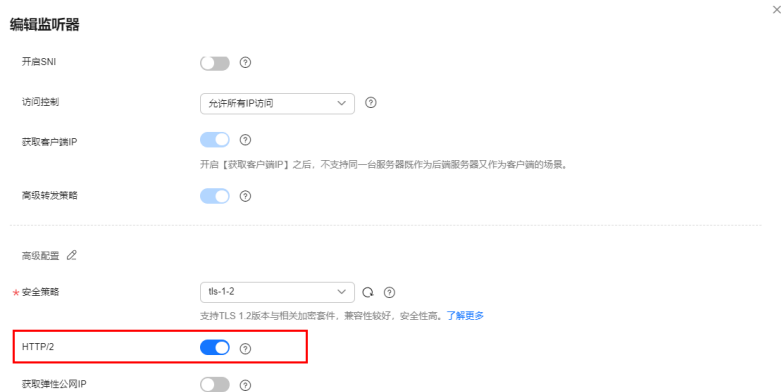 编辑监听器
开启SNI
访问控制 允许所有IP访问
获取客户端IP
开启【获取客户端IP】之后，不支持同一台服务器既作为后端服务器又作为客户端的场景。
高级转发策略
高级配置
* 安全策略 tls-1-2
支持TLS 1.2版本与相关加密套件，兼容性较好，安全性高。了解更多
HTTP/2
获取弹性公网IP